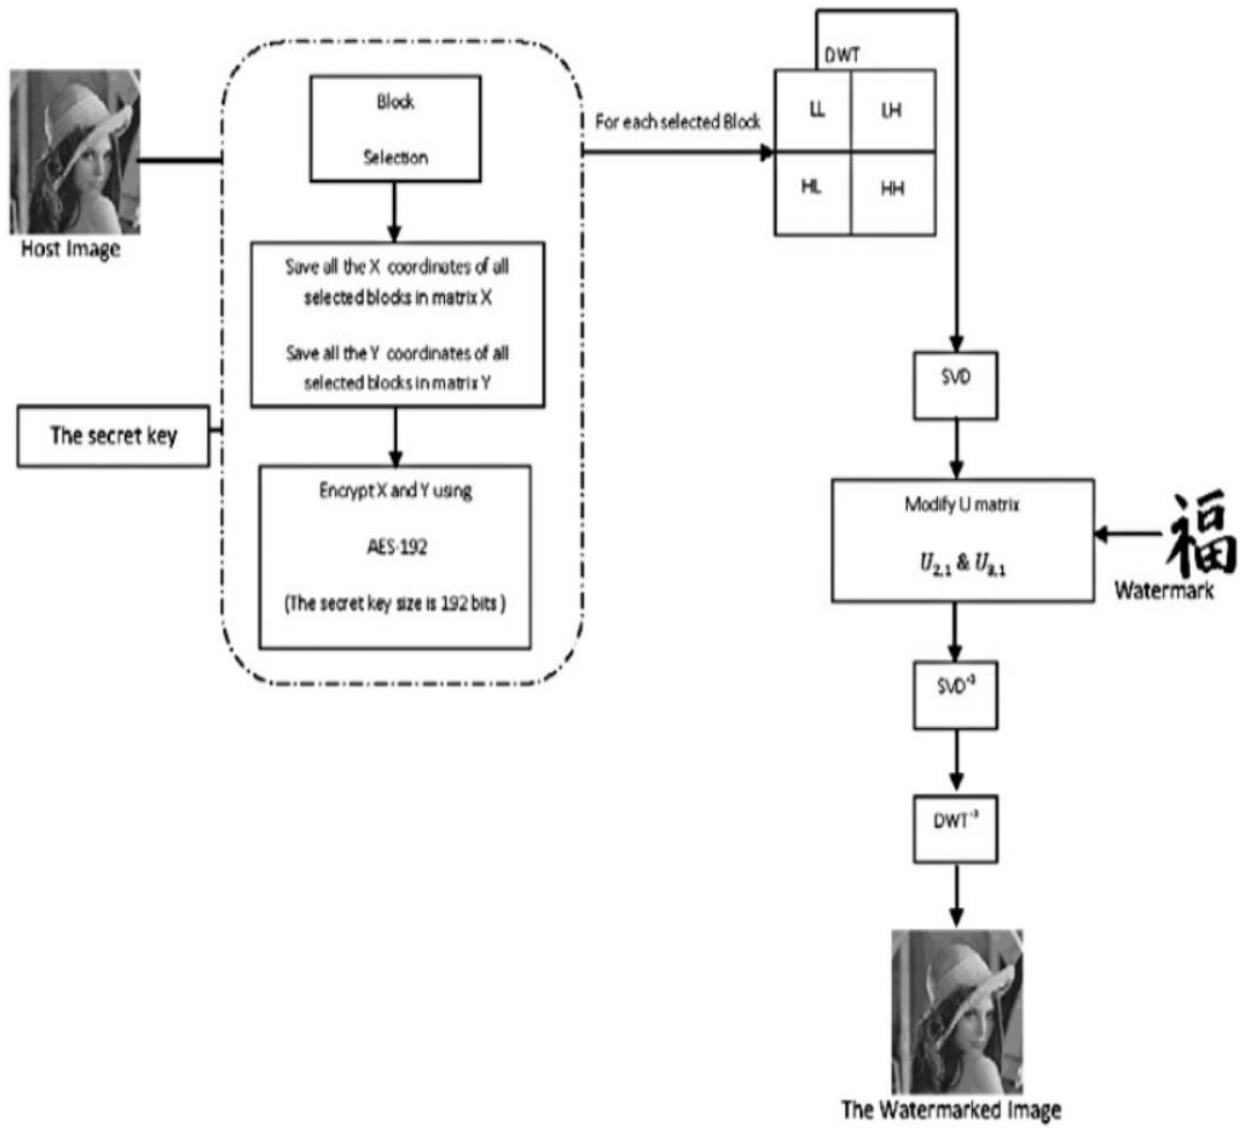 Host Image
The secret key
Block
Selection
Save all the X coordinates of all
selected blocks in matrix X
Save all the Y coordinates of all
selected blocks in matrix Y
Encrypt X and Y using
AES-192
(The secret key size is 192 bits )
For each selected Block
DWT
LL LH
HL HH
SVD
Modify U matrix
U2,1 & U3,1
福
Watermark
SVD
DWT
The Watermarked Image